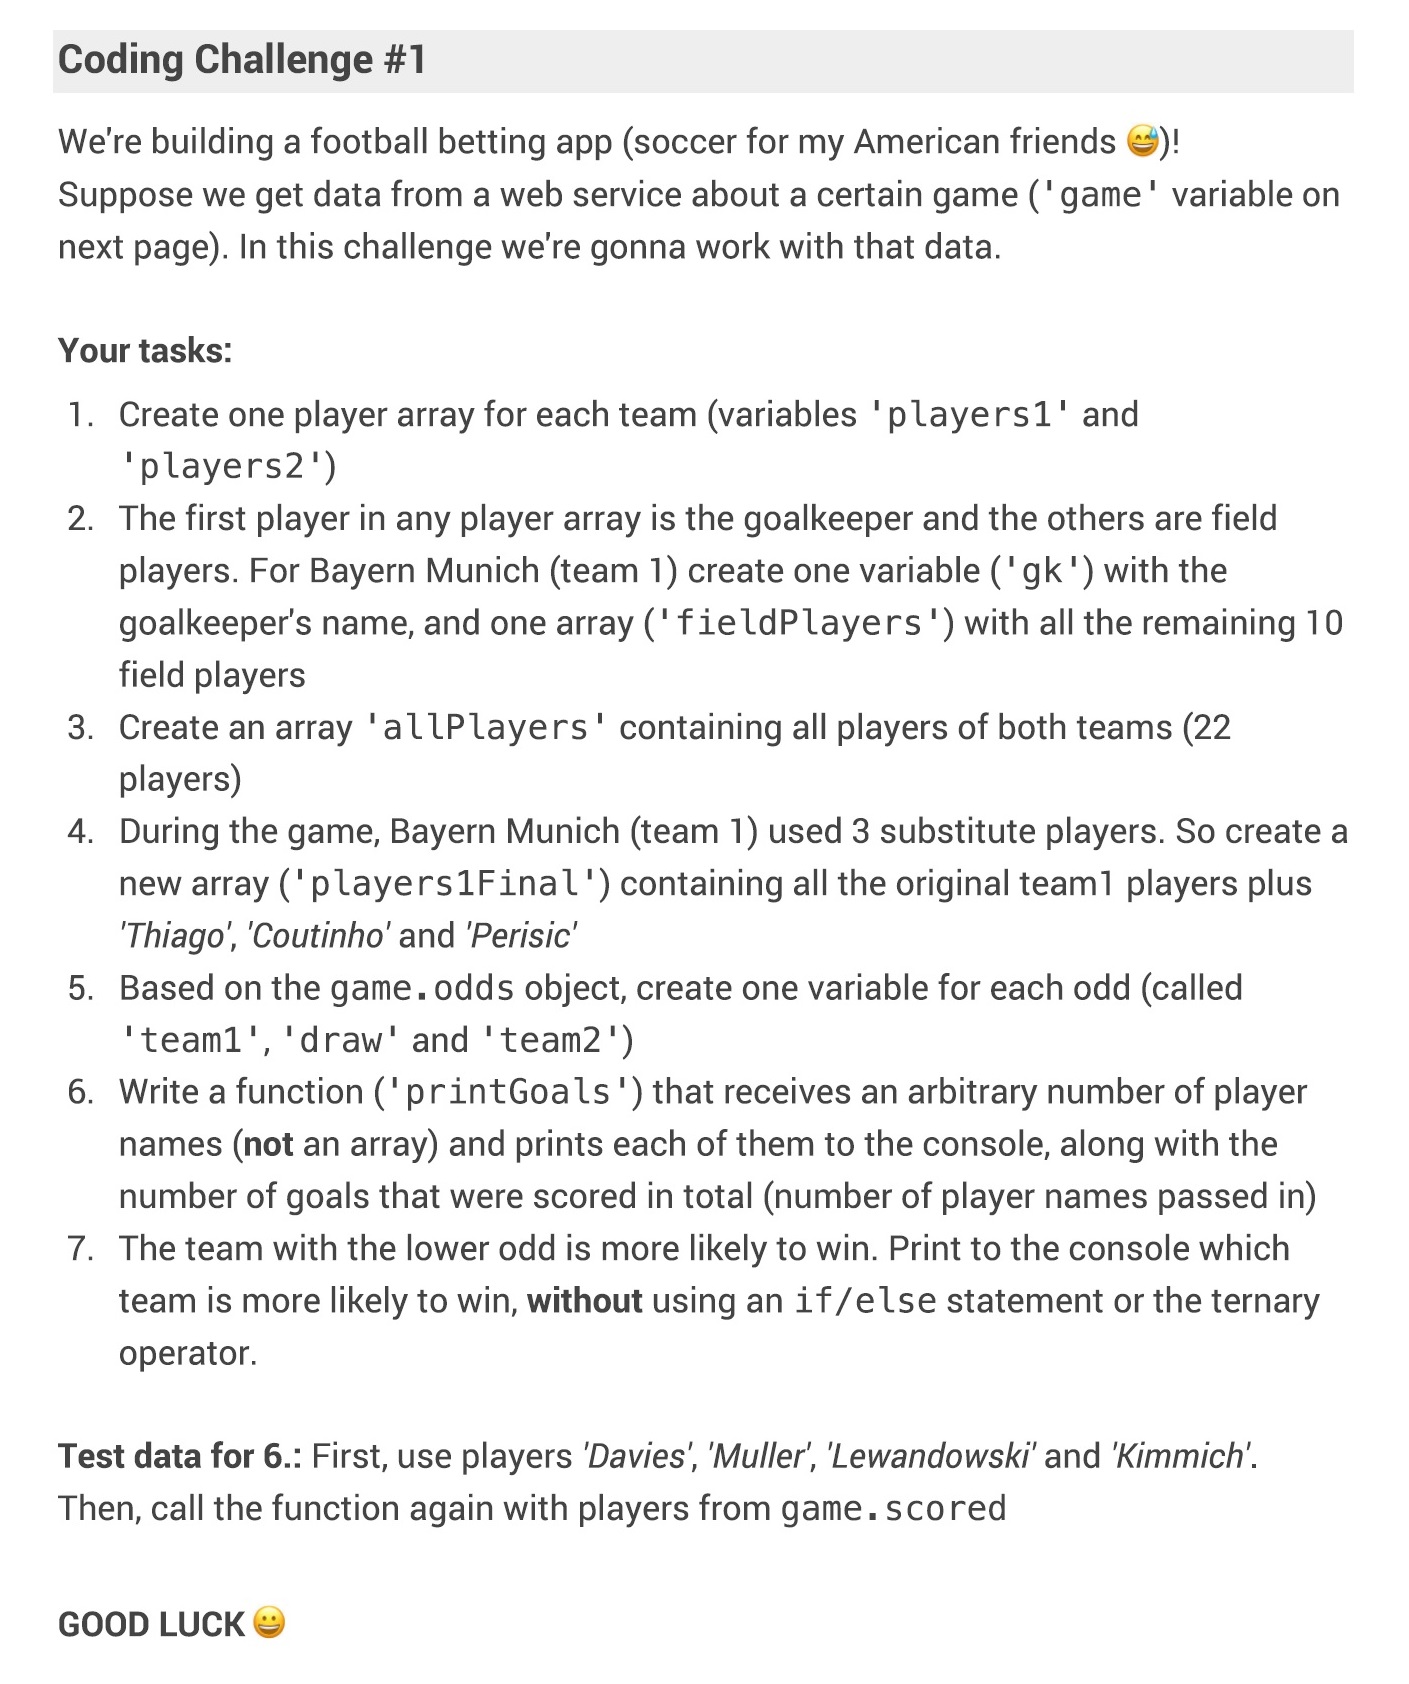 Coding Challenge #1
We're building a football betting app (soccer for my American friends 😅)!
Suppose we get data from a web service about a certain game ('game' variable on
next page). In this challenge we're gonna work with that data.
Your tasks:
1. Create one player array for each team (variables 'players1' and
'players2')
2. The first player in any player array is the goalkeeper and the others are field
players. For Bayern Munich (team 1) create one variable ('gk') with the
goalkeeper's name, and one array ('fieldPlayers') with all the remaining 10
field players
3. Create an array 'allPlayers' containing all players of both teams (22
players)
4. During the game, Bayern Munich (team 1) used 3 substitute players. So create a
new array ('players1Final') containing all the original team1 players plus
'Thiago', 'Coutinho' and 'Perisic'
5. Based on the game.odds object, create one variable for each odd (called
'team1', 'draw' and 'team2')
6. Write a function ('printGoals') that receives an arbitrary number of player
names (not an array) and prints each of them to the console, along with the
number of goals that were scored in total (number of player names passed in)
7. The team with the lower odd is more likely to win. Print to the console which
team is more likely to win, without using an if/else statement or the ternary
operator.
Test data for 6.: First, use players 'Davies', 'Muller', 'Lewandowski' and 'Kimmich'.
Then, call the function again with players from game.scored
GOOD LUCK 😀